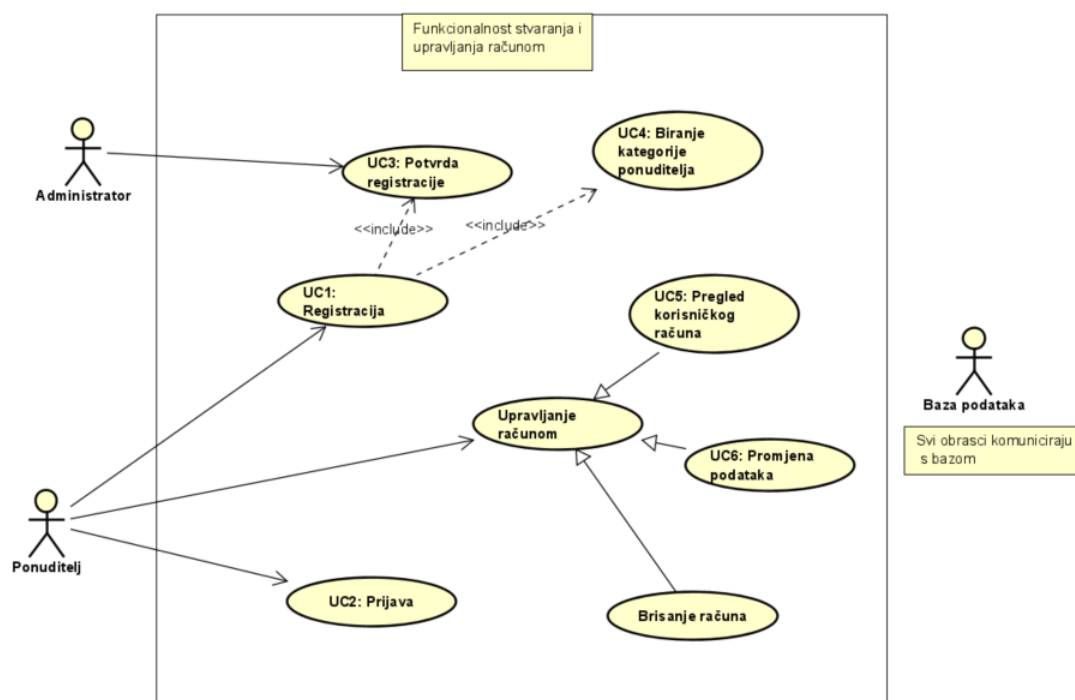 Funkcionalnost stvaranja i
upravljanja računom
UC4: Biranje
kategorije
ponuditelja
UC3: Potvrda
registracije
Administrator
<<include>>
<<include>>
UC1:
Registracija
UC5: Pregled
korisničkog
računa
Baza podataka
Upravljanje
računom
Svi obrasci komuniciraju
s bazom
UC6: Promjena
podataka
Ponuditelj
UC2: Prijava
Brisanje računa